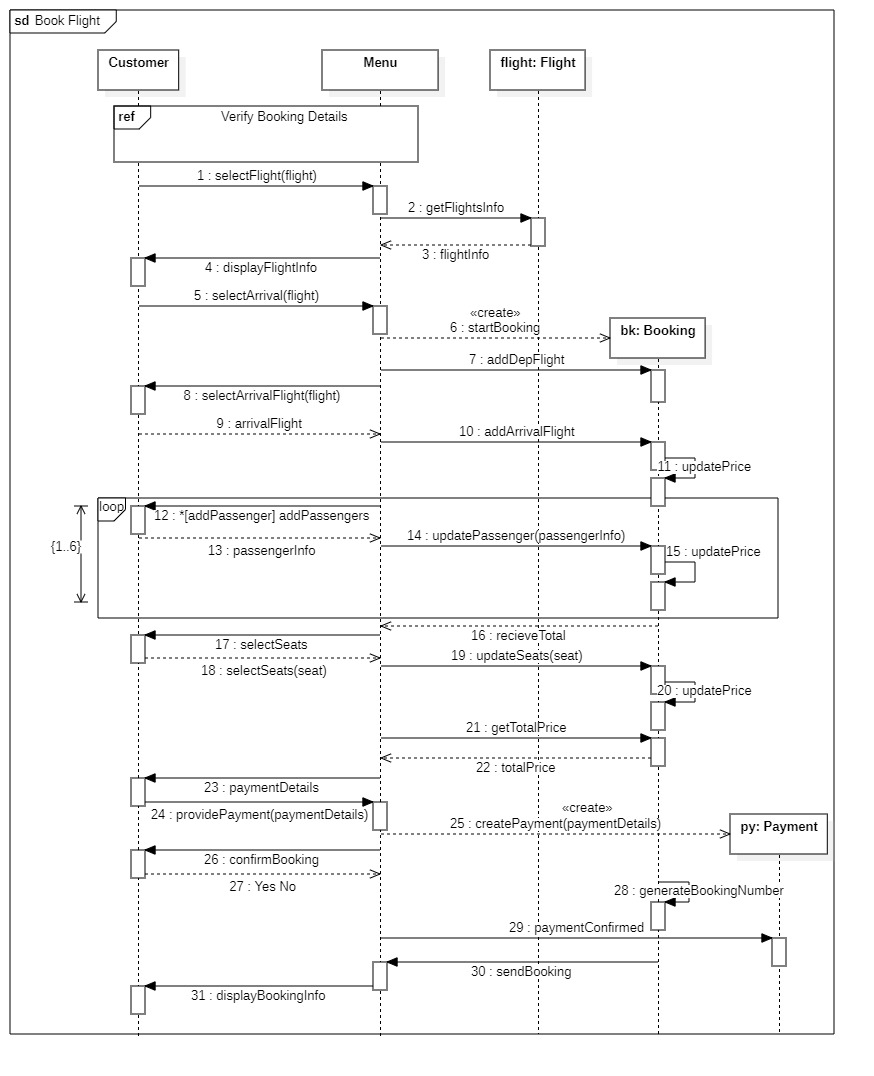 sd Book Flight
Customer
Menu
flight: Flight
ref
Verify Booking Details
1 : selectFlight(flight)
2 : getFlightsInfo
3 : flightInfo
4 : displayFlightInfo
5 : selectArrival(flight)
«create»
6 : startBooking
bk: Booking
7 : addDepFlight
8 : selectArrivalFlight(flight)
9 : arrivalFlight
10 : addArrivalFlight
11 : updatePrice
loop
12 : *[addPassenger] addPassengers
13 : passengerInfo
14 : updatePassenger(passengerInfo)
{1..6}
15 : updatePrice
16 : recieveTotal
17 : selectSeats
18 : selectSeats(seat)
19 : updateSeats(seat)
20 : updatePrice
21 : getTotalPrice
22 : totalPrice
23 : paymentDetails
24 : providePayment(paymentDetails)
«create»
25 : createPayment(paymentDetails)
py: Payment
26 : confirmBooking
27 : Yes No
28 : generateBookingNumber
29 : paymentConfirmed
30 : sendBooking
31 : displayBookingInfo